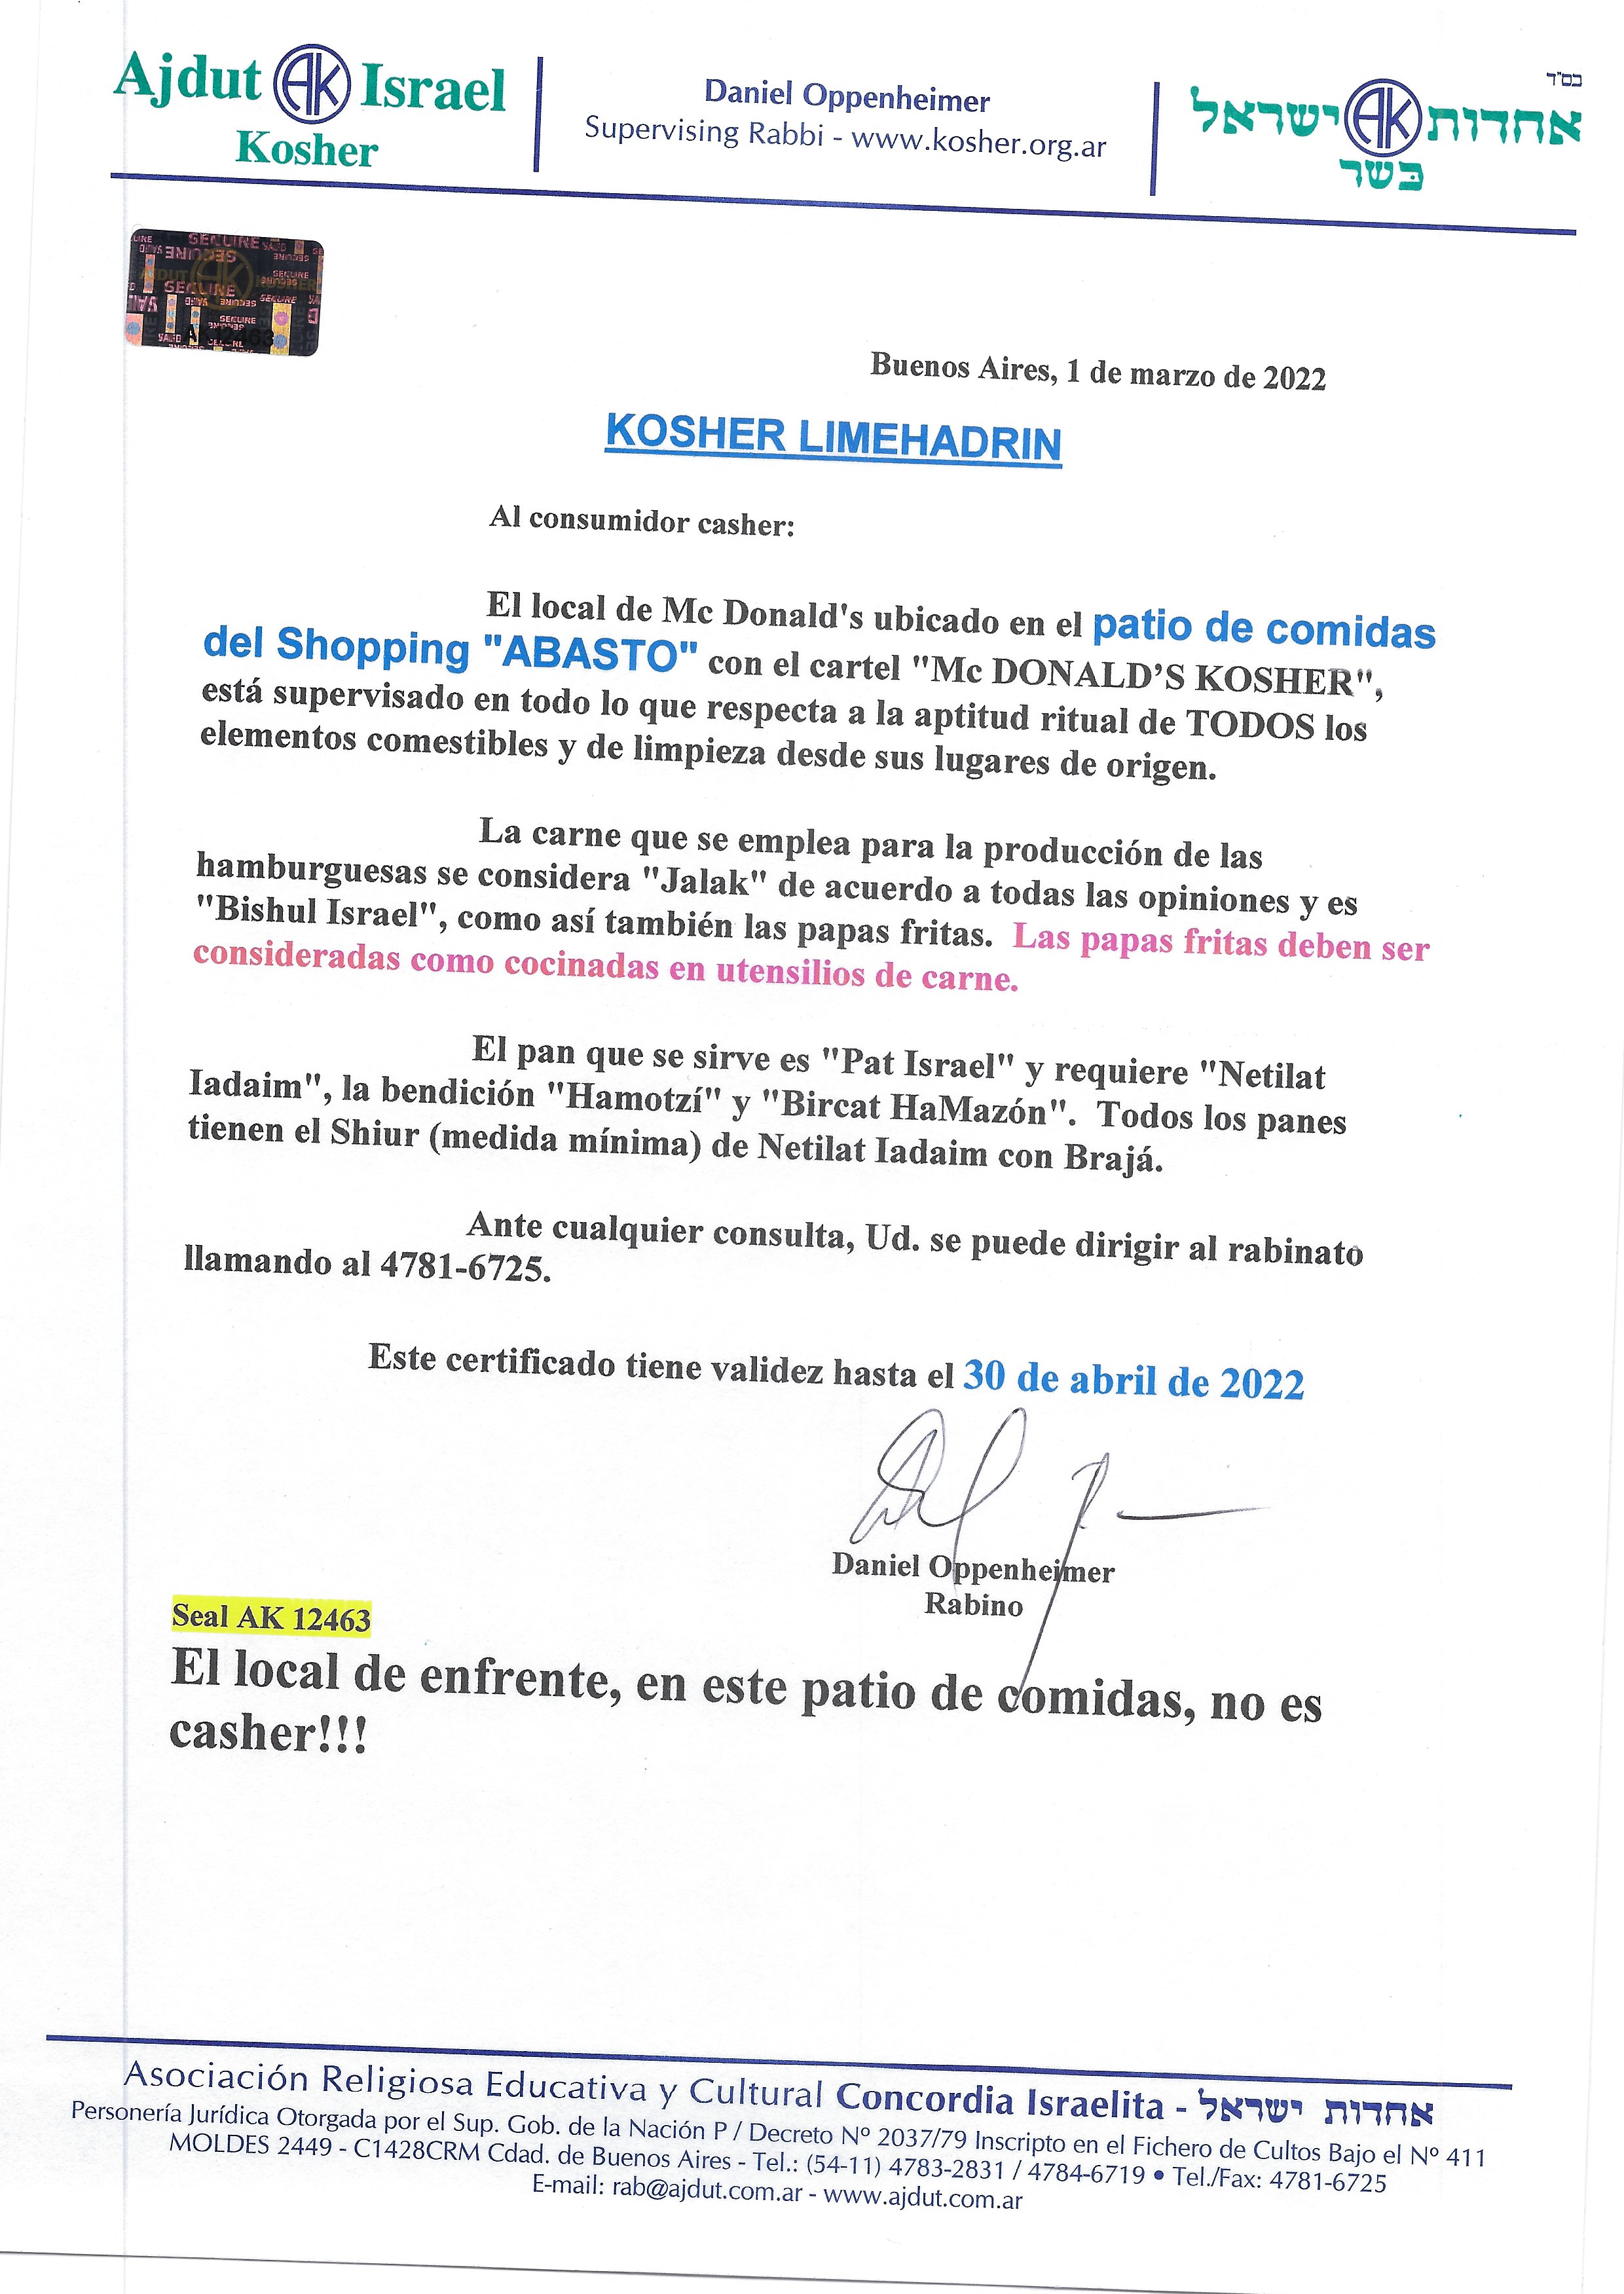 בס"ד
Ajdut AK Israel
Kosher
Daniel Oppenheimer
Supervising Rabbi - www.kosher.org.ar
אחדות AK ישראל
כשר
AK 12463
Buenos Aires, 1 de marzo de 2022
KOSHER LIMEHADRIN
Al consumidor casher:
El local de Mc Donald's ubicado en el patio de comidas
del Shopping "ABASTO" con el cartel "Mc DONALD’S KOSHER",
está supervisado en todo lo que respecta a la aptitud ritual de TODOS los
elementos comestibles y de limpieza desde sus lugares de origen.
La carne que se emplea para la producción de las
hamburguesas se considera "Jalak" de acuerdo a todas las opiniones y es
"Bishul Israel", como así también las papas fritas. Las papas fritas deben ser
consideradas como cocinadas en utensilios de carne.
El pan que se sirve es "Pat Israel" y requiere "Netilat
Iadaim", la bendición "Hamotzí" y "Bircat HaMazón". Todos los panes
tienen el Shiur (medida mínima) de Netilat Iadaim con Brajá.
Ante cualquier consulta, Ud. se puede dirigir al rabinato
llamando al 4781-6725.
Este certificado tiene validez hasta el 30 de abril de 2022
Daniel Oppenheimer
Rabino
Seal AK 12463
El local de enfrente, en este patio de comidas, no es
casher!!!
Asociación Religiosa Educativa y Cultural Concordia Israelita - אחדות ישראל
Personería Jurídica Otorgada por el Sup. Gob. de la Nación P / Decreto Nº 2037/79 Inscripto en el Fichero de Cultos Bajo el Nº 411
MOLDES 2449 - C1428CRM Cdad. de Buenos Aires - Tel.: (54-11) 4783-2831 / 4784-6719 • Tel./Fax: 4781-6725
E-mail: rab@ajdut.com.ar - www.ajdut.com.ar